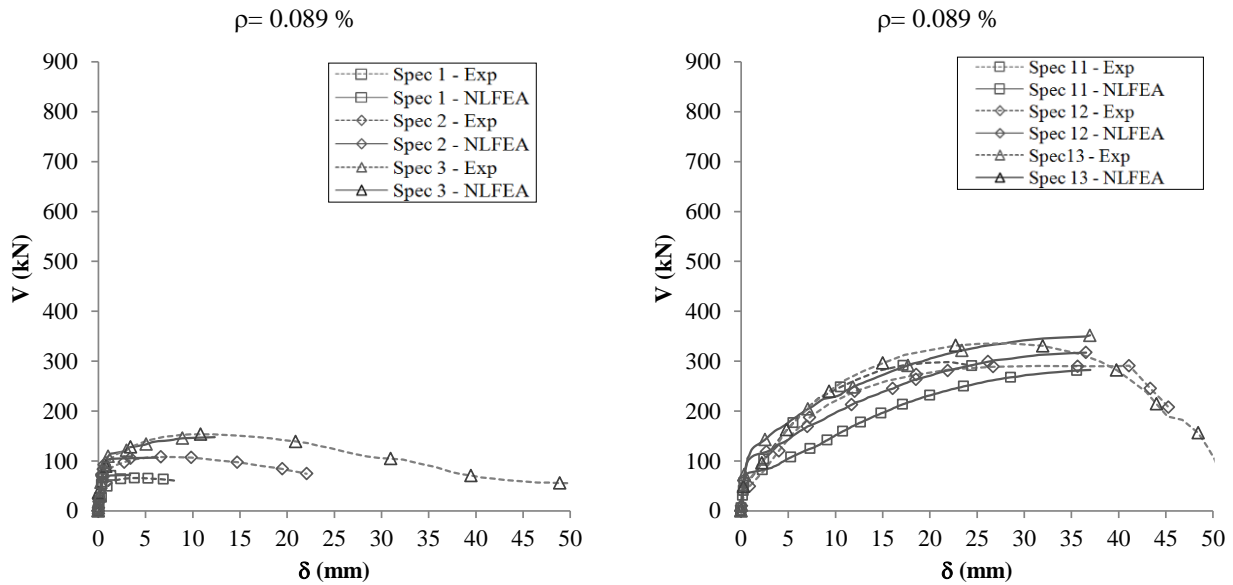 ρ= 0.089 %
900
800
700
600
500
400
300
200
100
0
V (kN)
0 5 10 15 20 25 30 35 40 45 50
δ (mm)
Spec 1 - Exp
Spec 1 - NLFEA
Spec 2 - Exp
Spec 2 - NLFEA
Spec 3 - Exp
Spec 3 - NLFEA
ρ= 0.089 %
900
800
700
600
500
400
300
200
100
0
V (kN)
0 5 10 15 20 25 30 35 40 45 50
δ (mm)
Spec 11 - Exp
Spec 11 - NLFEA
Spec 12 - Exp
Spec 12 - NLFEA
Spec13 - Exp
Spec 13 - NLFEA